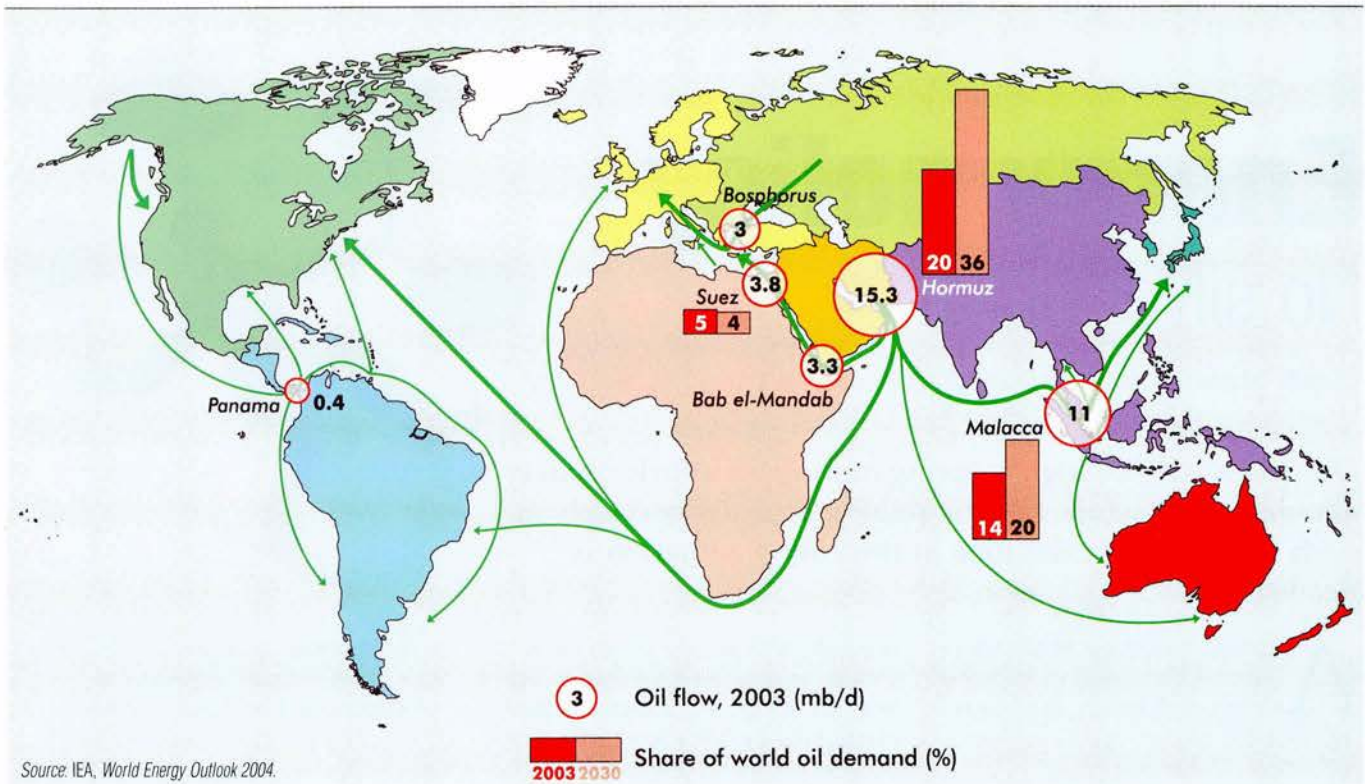 Bosphorus
3
3.8
Suez
5 4
15.3
Hormuz
20 36
3.3
Bab el-Mandab
Panama
0.4
11
Malacca
14 20
3 Oil flow, 2003 (mb/d)
Share of world oil demand (%)
2003 2030
Source: IEA, World Energy Outlook 2004.